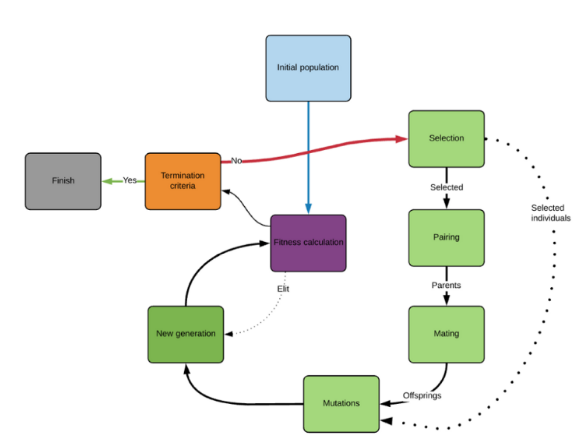 Initial population
Selection
No
Finish
Yes
Termination
criteria
Selected
Selected
individuals
Pairing
Fitness calculation
Parents
Elit
New generation
Mating
Offsprings
Mutations